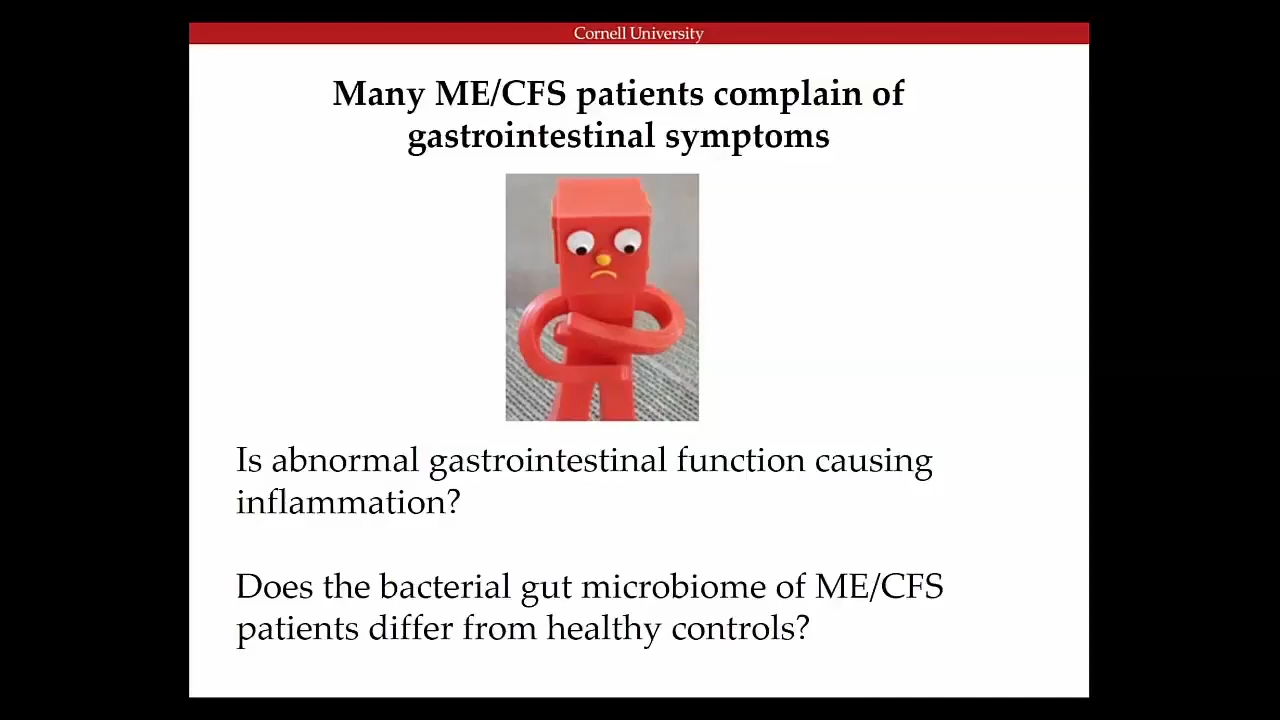 Cornell University
Many ME/CFS patients complain of
gastrointestinal symptoms
Is abnormal gastrointestinal function causing
inflammation?
Does the bacterial gut microbiome of ME/CFS
patients differ from healthy controls?